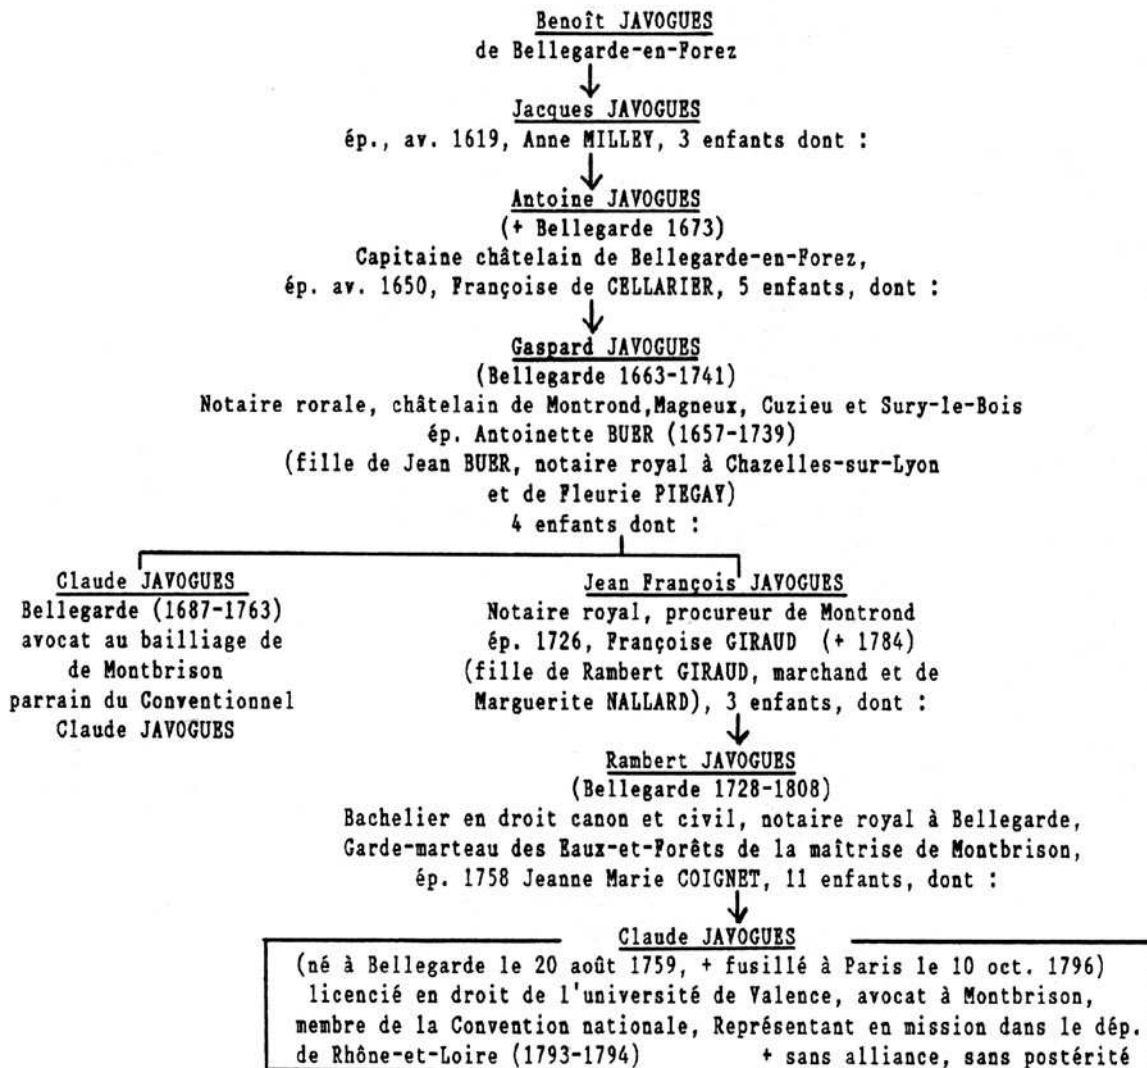 Benoît JAVOGUES
de Bellegarde-en-Forez
Jacques JAVOGUES
ép., av. 1619, Anne MILLEY, 3 enfants dont :
Antoine JAVOGUES
(+ Bellegarde 1673)
Capitaine châtelain de Bellegarde-en-Forez,
ép. av. 1650, Françoise de CELLARIER, 5 enfants, dont :
Gaspard JAVOGUES
(Bellegarde 1663-1741)
Notaire rorale, châtelain de Montrond,Magneux, Cuzieu et Sury-le-Bois
ép. Antoinette BUER (1657-1739)
(fille de Jean BUER, notaire royal à Chazelles-sur-Lyon
et de Fleurie PIEGAY)
4 enfants dont :
Claude JAVOGUES
Bellegarde (1687-1763)
avocat au bailliage de
de Montbrison
parrain du Conventionnel
Claude JAVOGUES
Jean François JAVOGUES
Notaire royal, procureur de Montrond
ép. 1726, Françoise GIRAUD (+ 1784)
(fille de Rambert GIRAUD, marchand et de
Marguerite NALLARD), 3 enfants, dont :
Rambert JAVOGUES
(Bellegarde 1728-1808)
Bachelier en droit canon et civil, notaire royal à Bellegarde,
Garde-marteau des Eaux-et-Forêts de la maîtrise de Montbrison,
ép. 1758 Jeanne Marie COIGNET, 11 enfants, dont :
Claude JAVOGUES
(né à Bellegarde le 20 août 1759, + fusillé à Paris le 10 oct. 1796)
licencié en droit de l'université de Valence, avocat à Montbrison,
membre de la Convention nationale, Représentant en mission dans le dép.
de Rhône-et-Loire (1793-1794) + sans alliance, sans postérité